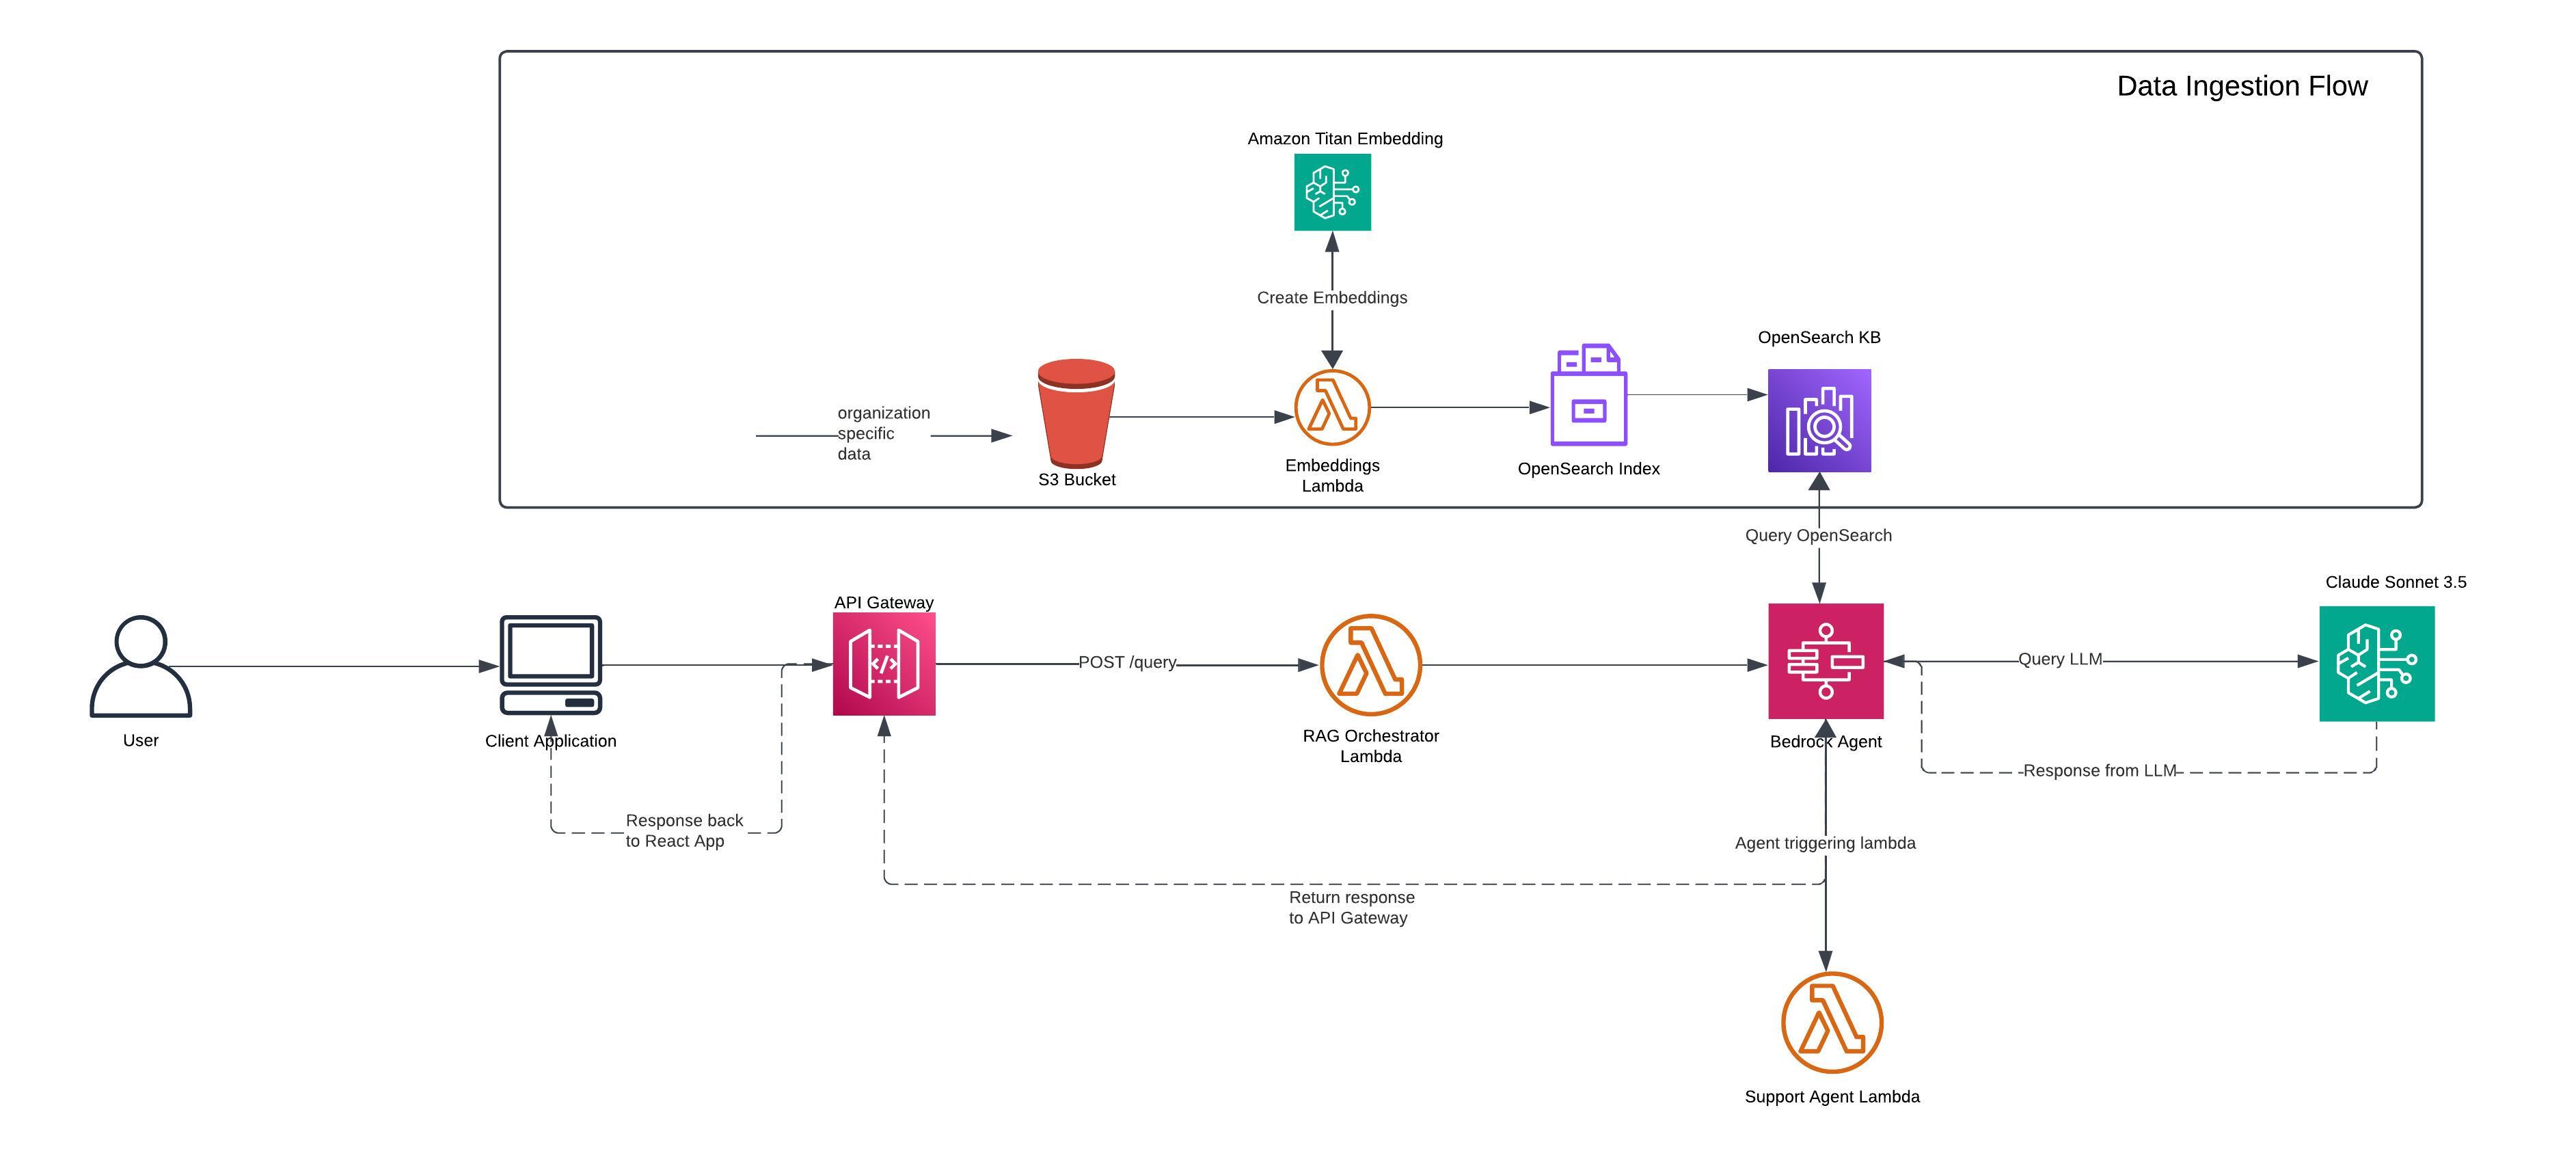 Data Ingestion Flow
Amazon Titan Embedding
Create Embeddings
OpenSearch KB
organization
specific
data
S3 Bucket
Embeddings
Lambda
OpenSearch Index
Query OpenSearch
Claude Sonnet 3.5
API Gateway
POST /query
Query LLM
User
Client Application
RAG Orchestrator
Lambda
Bedrock Agent
Response from LLM
Response back
to React App
Agent triggering lambda
Return response
to API Gateway
Support Agent Lambda